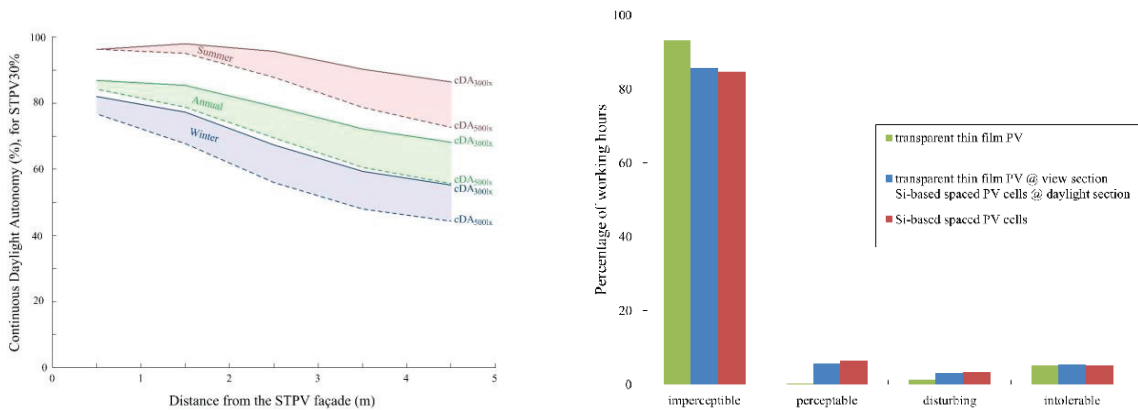 Continuous Daylight Autonomy (%), for STPV30%
100
80
60
40
20
0
Summer
Annual
Winter
cDA300lx
cDA500lx
cDA300lx
cDA500lx
cDA300lx
cDA500lx
0 1 2 3 4 5
Distance from the STPV façade (m)
Percentage of working hours
100
80
60
40
20
0
imperceptible perceptable disturbing intolerable
transparent thin film PV
transparent thin film PV @ view section
Si-based spaced PV cells @ daylight section
Si-based spaced PV cells